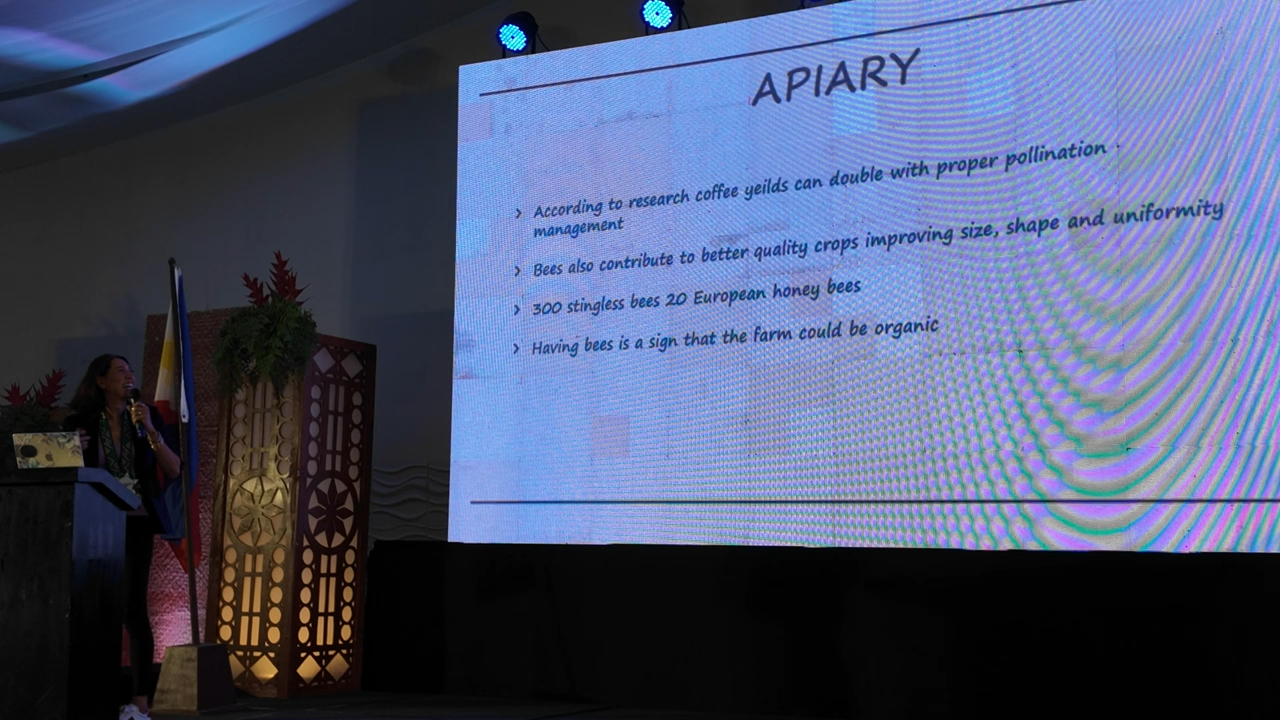 APIARY
According to research coffee yeilds can double with proper pollination
management
Bees also contribute to better quality crops improving size, shape and uniformity
300 stingless bees 20 European honey bees
Having bees is a sign that the farm could be organic